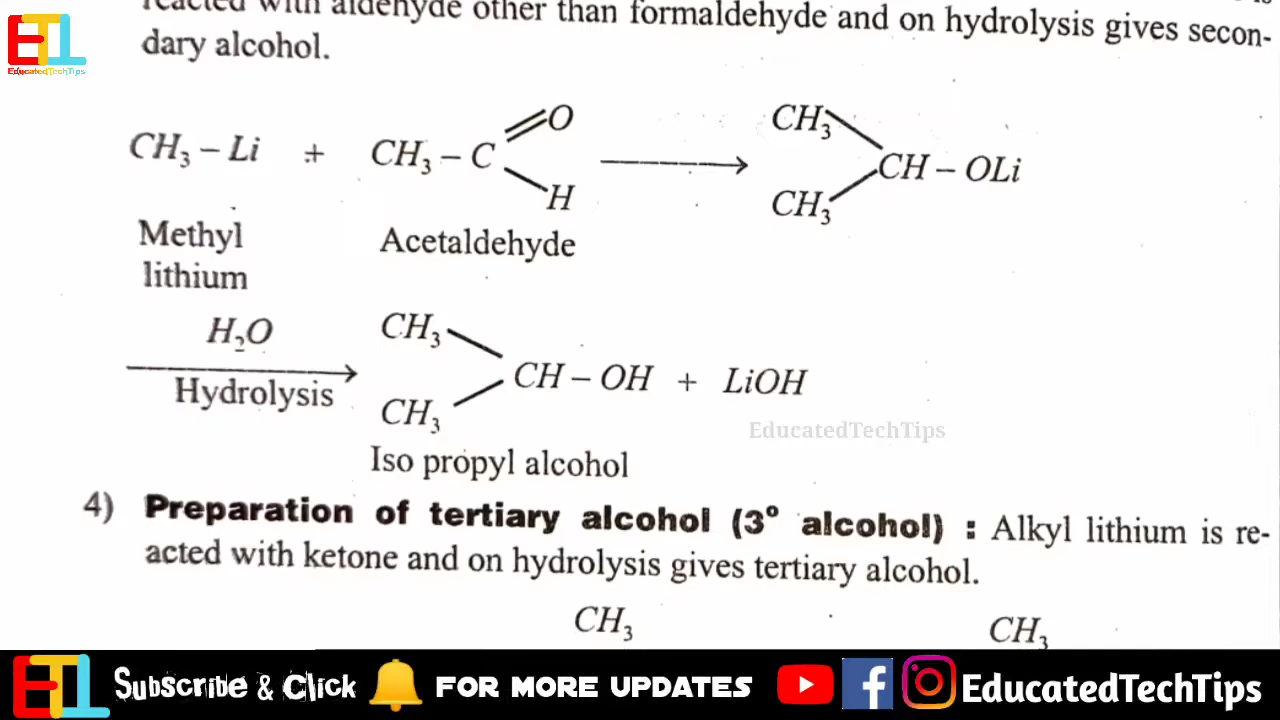 reacted with aldehyde other than formaldehyde and on hydrolysis gives secon-
dary alcohol.
ETL
EducatedTechTips
CH₃ – Li + CH₃ – C =O –H ⟶ CH₃ CH₃ CH – OLi
Methyl lithium
Acetaldehyde
H₂O
Hydrolysis
CH₃ CH₃ CH – OH + LiOH
EducatedTechTips
Iso propyl alcohol
4) Preparation of tertiary alcohol (3° alcohol) : Alkyl lithium is re-
acted with ketone and on hydrolysis gives tertiary alcohol.
CH₃ CH₃
ETL Subscribe & Click FOR MORE UPDATES EducatedTechTips